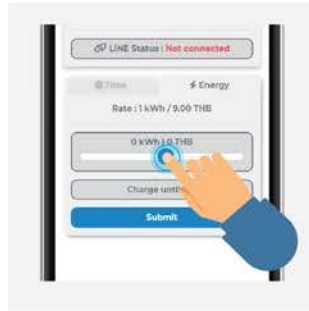 LINE Status : Not connected
Time
Energy
Rate : 1 kWh / 9.00 THB
0 kWh | 0 THB
Charge until
Submit